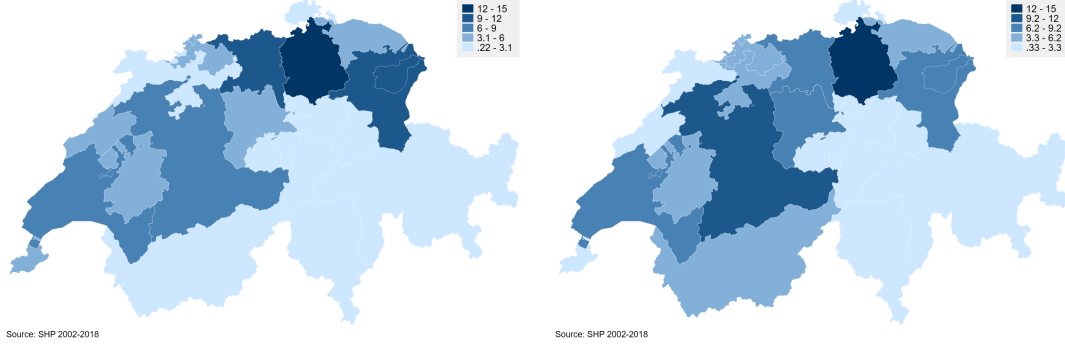 12 - 15
9 - 12
6 - 9
3.1 - 6
.22 - 3.1
Source: SHP 2002-2018
12 - 15
9.2 - 12
6.2 - 9.2
3.3 - 6.2
.33 - 3.3
Source: SHP 2002-2018